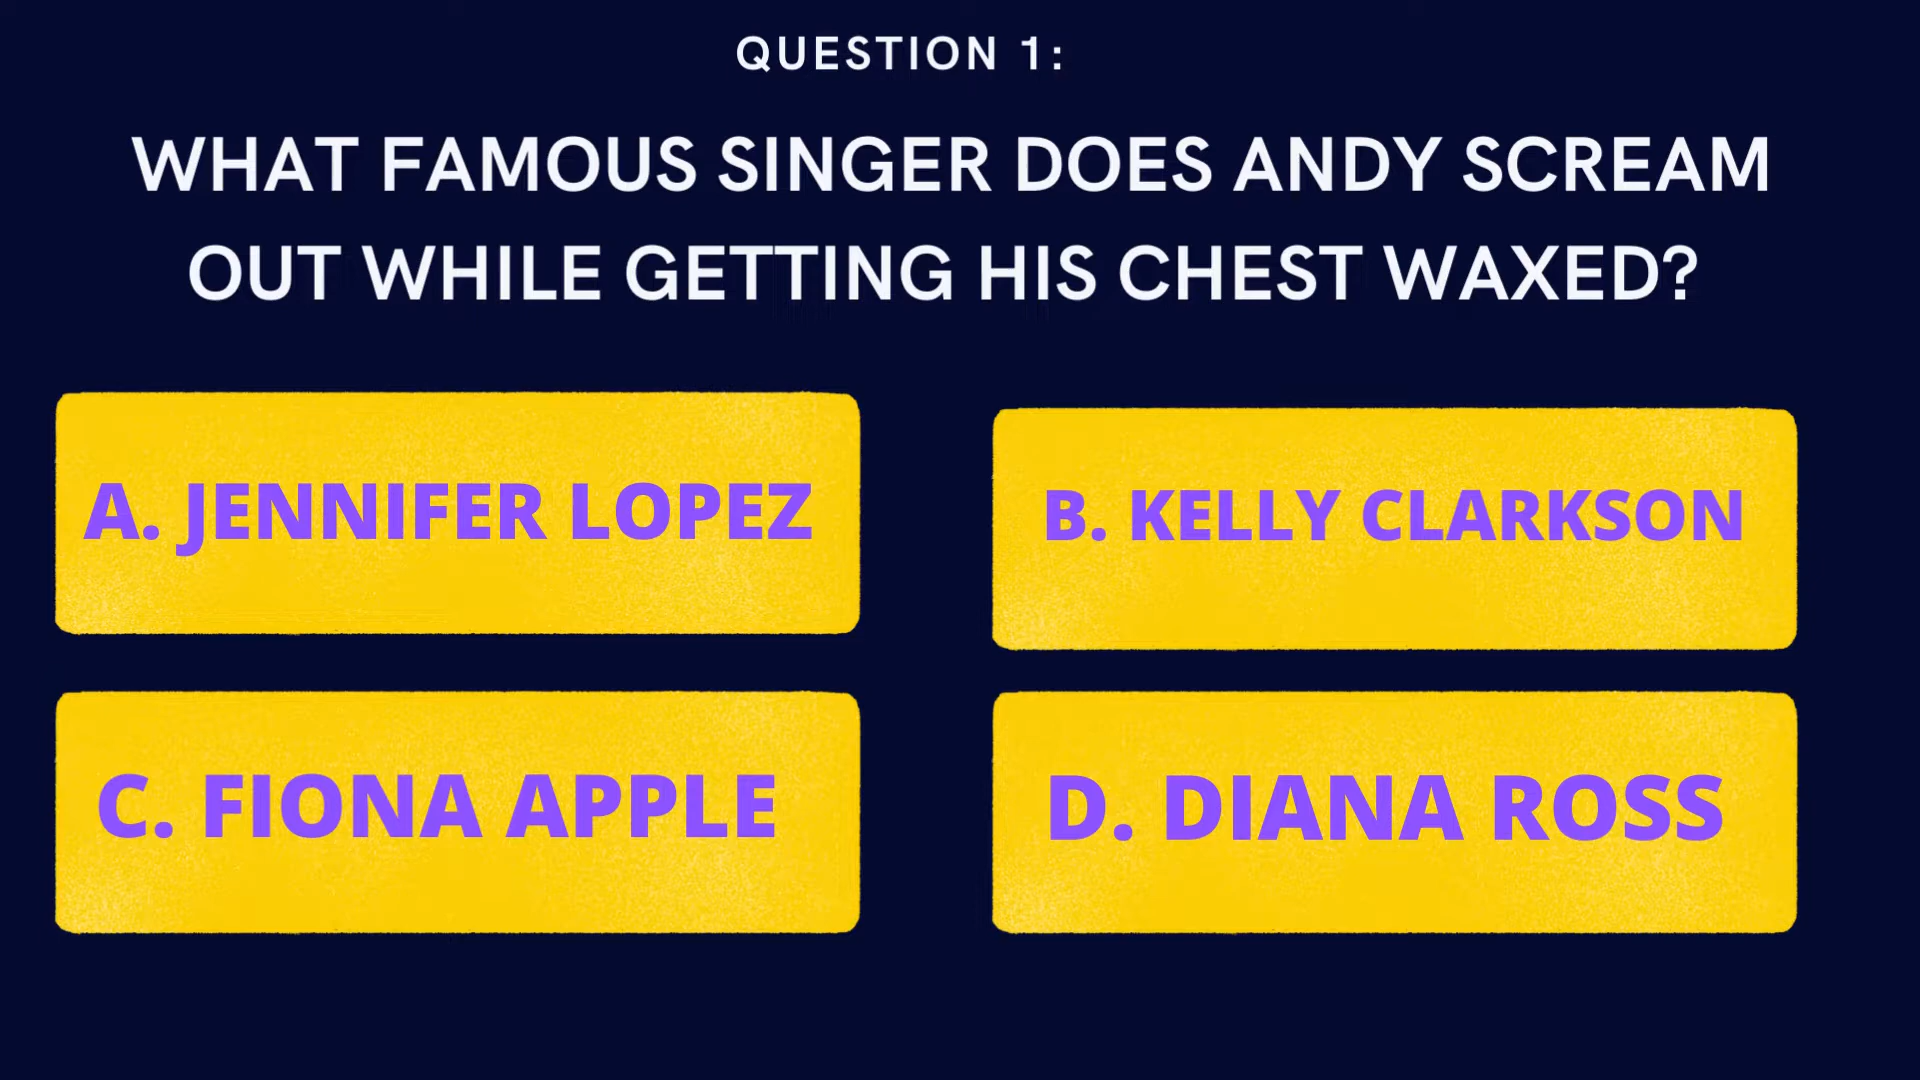 QUESTION 1:
WHAT FAMOUS SINGER DOES ANDY SCREAM
OUT WHILE GETTING HIS CHEST WAXED?
A. JENNIFER LOPEZ
B. KELLY CLARKSON
C. FIONA APPLE
D. DIANA ROSS